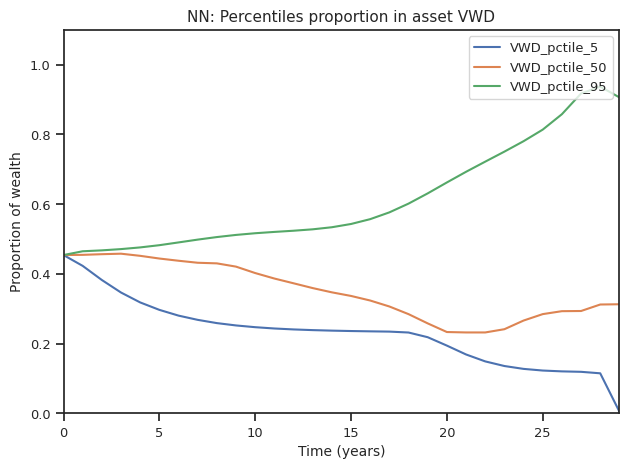 NN: Percentiles proportion in asset VWD
VWD_pctile_5
VWD_pctile_50
VWD_pctile_95
Proportion of wealth
1.0
0.8
0.6
0.4
0.2
0.0
0 5 10 15 20 25
Time (years)